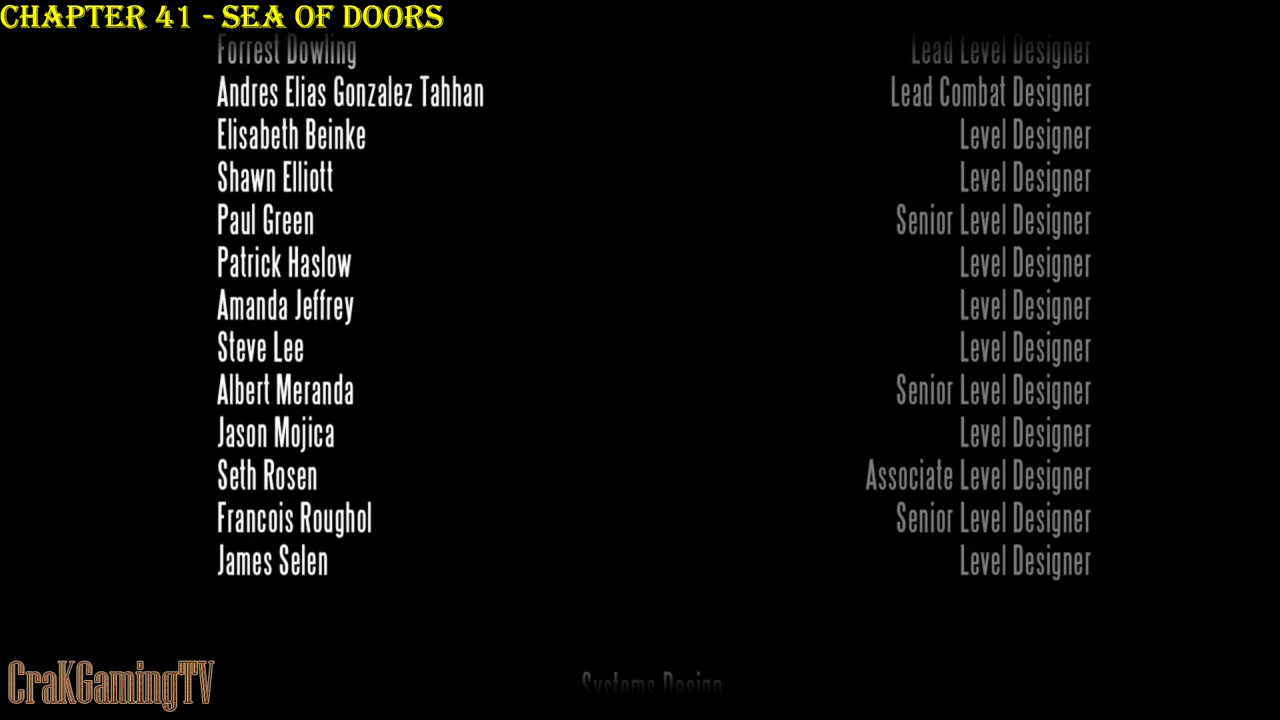 CHAPTER 41 - SEA OF DOORS
Forrest Dowling Lead Level Designer
Andres Elias Gonzalez Tahhan Lead Combat Designer
Elisabeth Beinke Level Designer
Shawn Elliott Level Designer
Paul Green Senior Level Designer
Patrick Haslow Level Designer
Amanda Jeffrey Level Designer
Steve Lee Level Designer
Albert Meranda Senior Level Designer
Jason Mojica Level Designer
Seth Rosen Associate Level Designer
Francois Roughol Senior Level Designer
James Selen Level Designer
Systems Design
CraKGamingTV